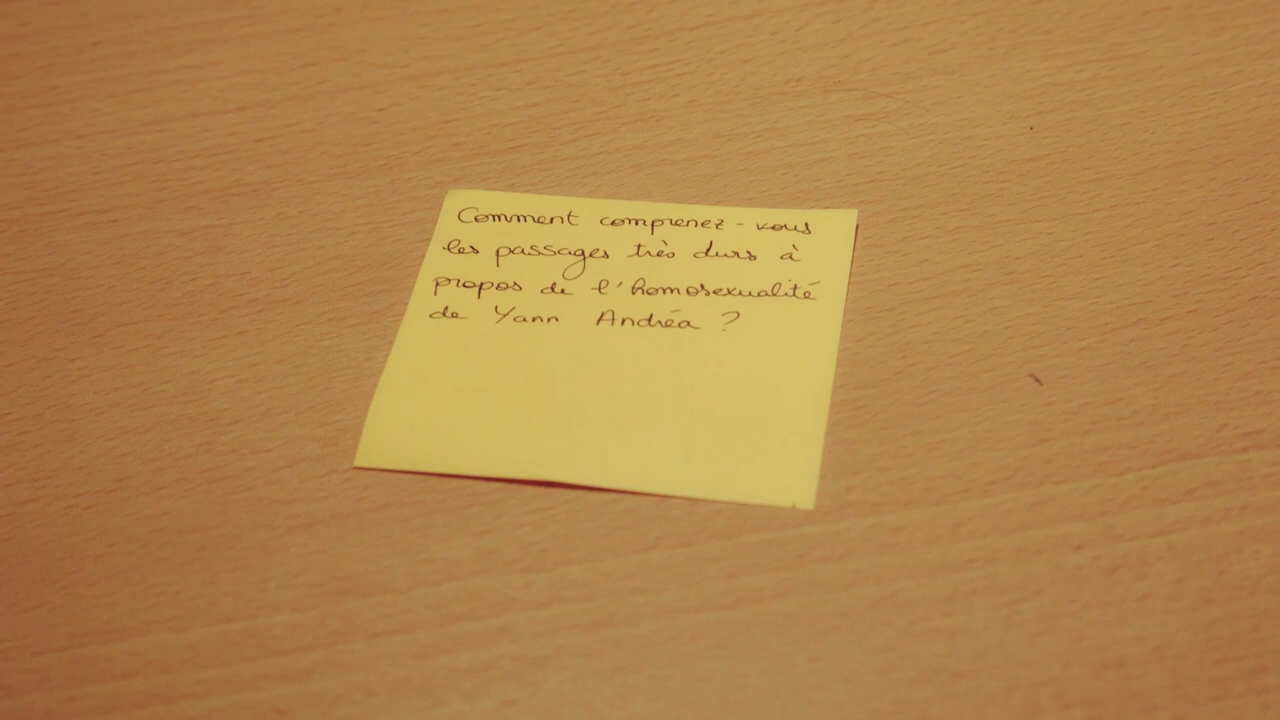 Comment comprenez-vous
les passages très durs à
propos de l'homosexualité
de Yann Andréa ?